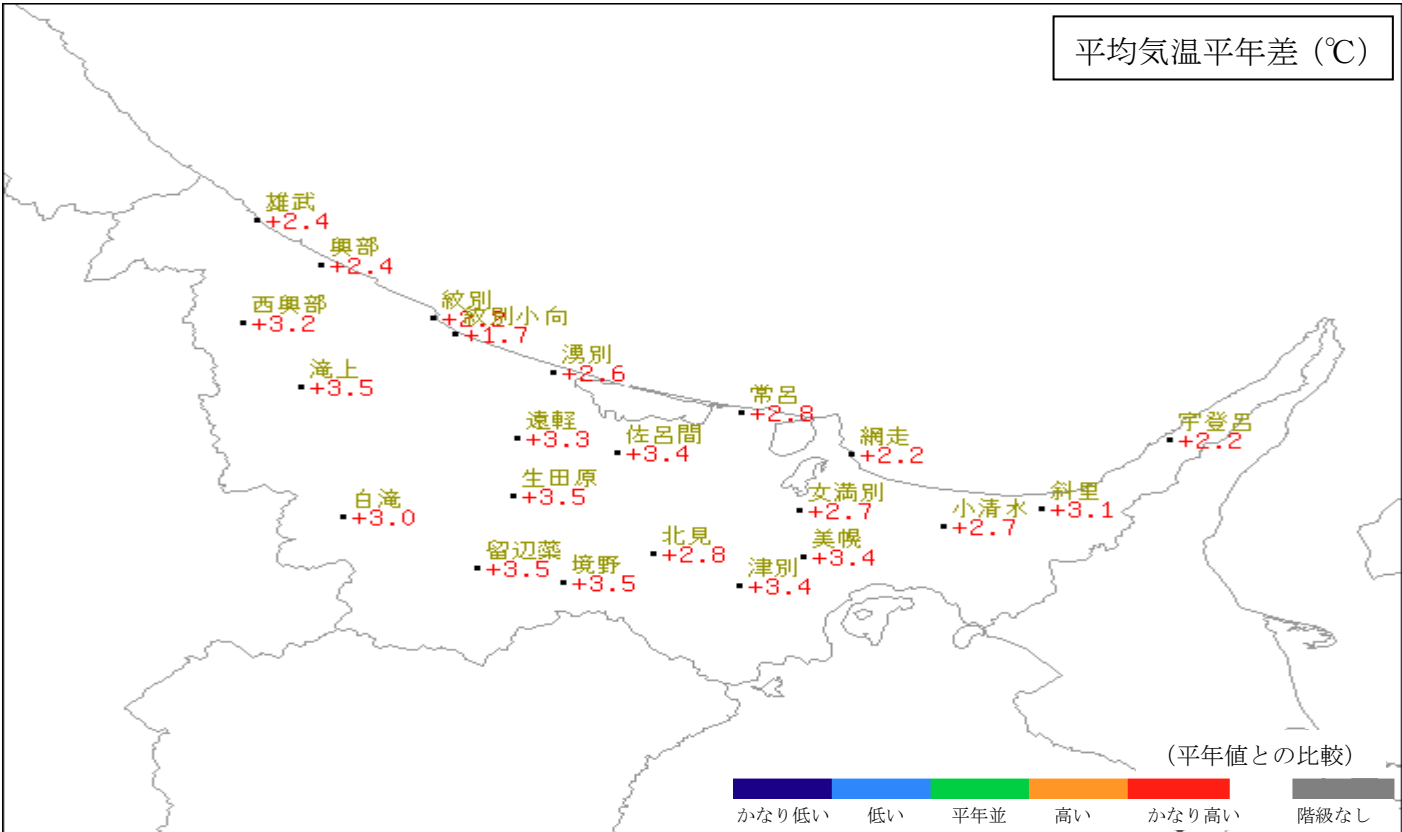 平均気温平年差(℃)
雄武
+2.4
興部
+2.4
西興部
+3.2
紋別
紋別小向
+1.7
滝上
+3.5
湧別
+2.6
常呂
+2.8
遠軽
+3.3
佐呂間
+3.4
網走
+2.2
宇登呂
+2.2
生田原
+3.5
白滝
+3.0
女満別
+2.7
小清水
+2.7
斜里
+3.1
北見
+2.8
美幌
+3.4
留辺蘂
+3.5
境野
+3.5
津別
+3.4
(平年値との比較)
かなり低い 低い 平年並 高い かなり高い 階級なし